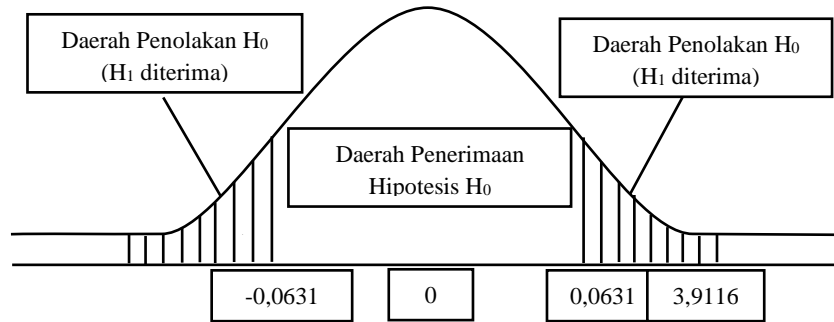 Daerah Penolakan H0
(H1 diterima)
Daerah Penolakan H0
(H1 diterima)
Daerah Penerimaan
Hipotesis H0
-0,0631
0
0,0631
3,9116